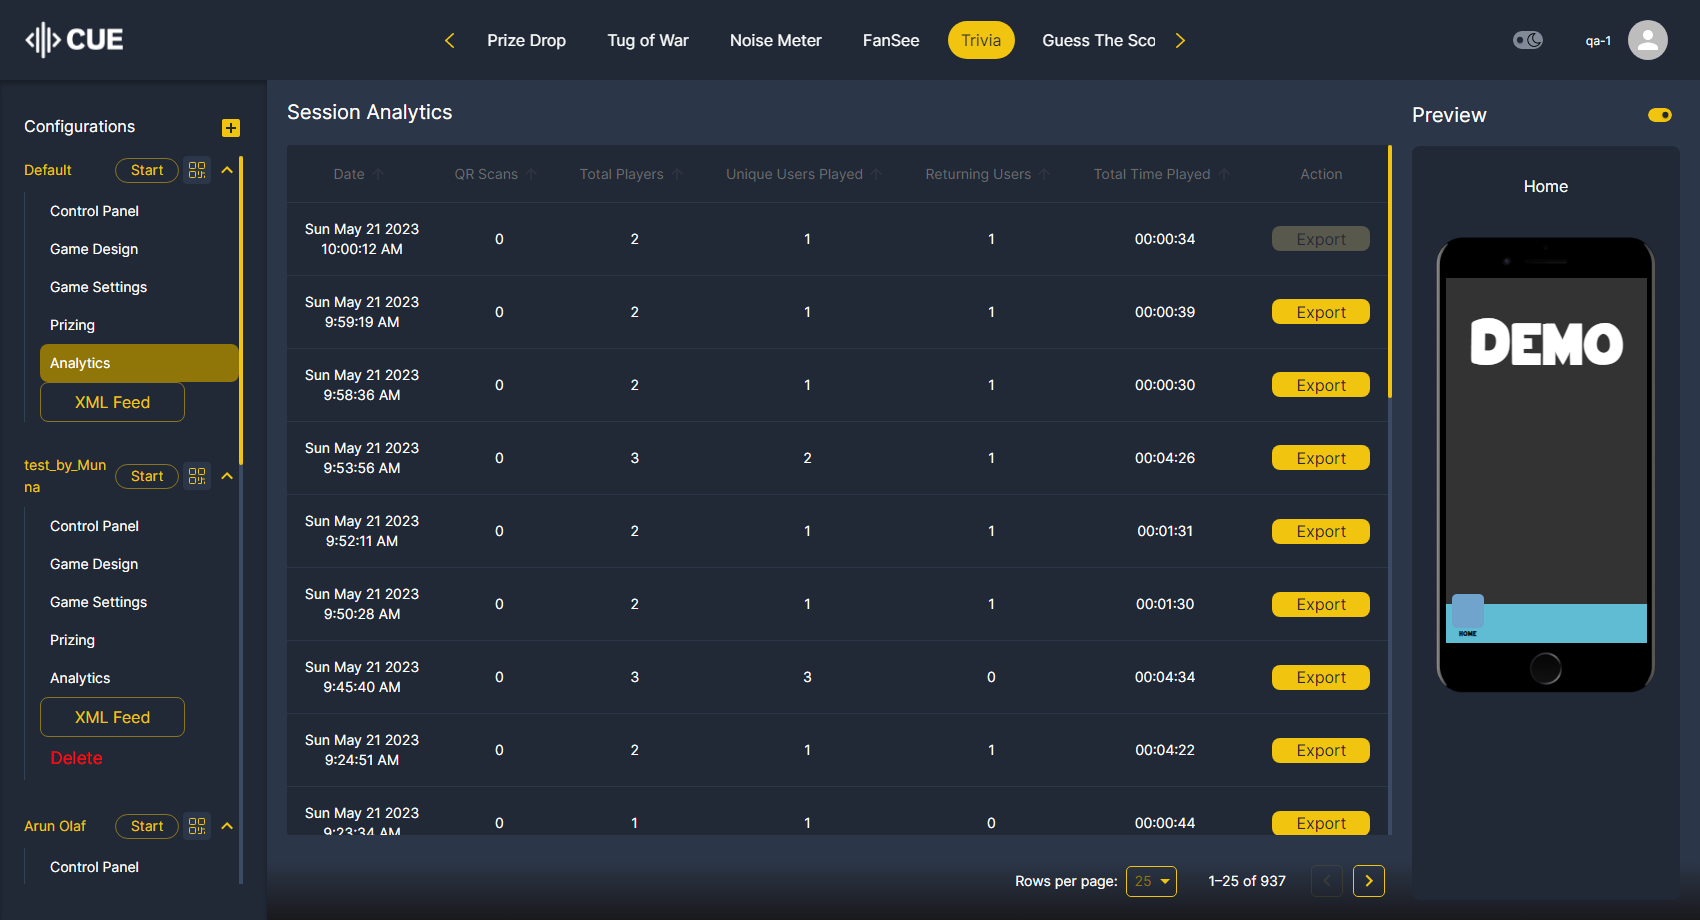 CUE
Prize Drop
Tug of War
Noise Meter
FanSee
Trivia
Guess The Sco
qa-1
Configurations
Default
Start
Control Panel
Game Design
Game Settings
Prizing
Analytics
XML Feed
test_by_Mun
na
Start
Control Panel
Game Design
Game Settings
Prizing
Analytics
XML Feed
Delete
Arun Olaf
Start
Control Panel
Session Analytics
Date QR Scans Total Players Unique Users Played Returning Users Total Time Played Action
Sun May 21 2023
10:00:12 AM
0 2 1 1 00:00:34 Export
Sun May 21 2023
9:59:19 AM
0 2 1 1 00:00:39 Export
Sun May 21 2023
9:58:36 AM
0 2 1 1 00:00:30 Export
Sun May 21 2023
9:53:56 AM
0 3 2 1 00:04:26 Export
Sun May 21 2023
9:52:11 AM
0 2 1 1 00:01:31 Export
Sun May 21 2023
9:50:28 AM
0 2 1 1 00:01:30 Export
Sun May 21 2023
9:45:40 AM
0 3 3 0 00:04:34 Export
Sun May 21 2023
9:24:51 AM
0 2 1 1 00:04:22 Export
Sun May 21 2023
9:23:34 AM
0 1 1 0 00:00:44 Export
Rows per page: 25 1–25 of 937
Preview
Home
DEMO
HOME